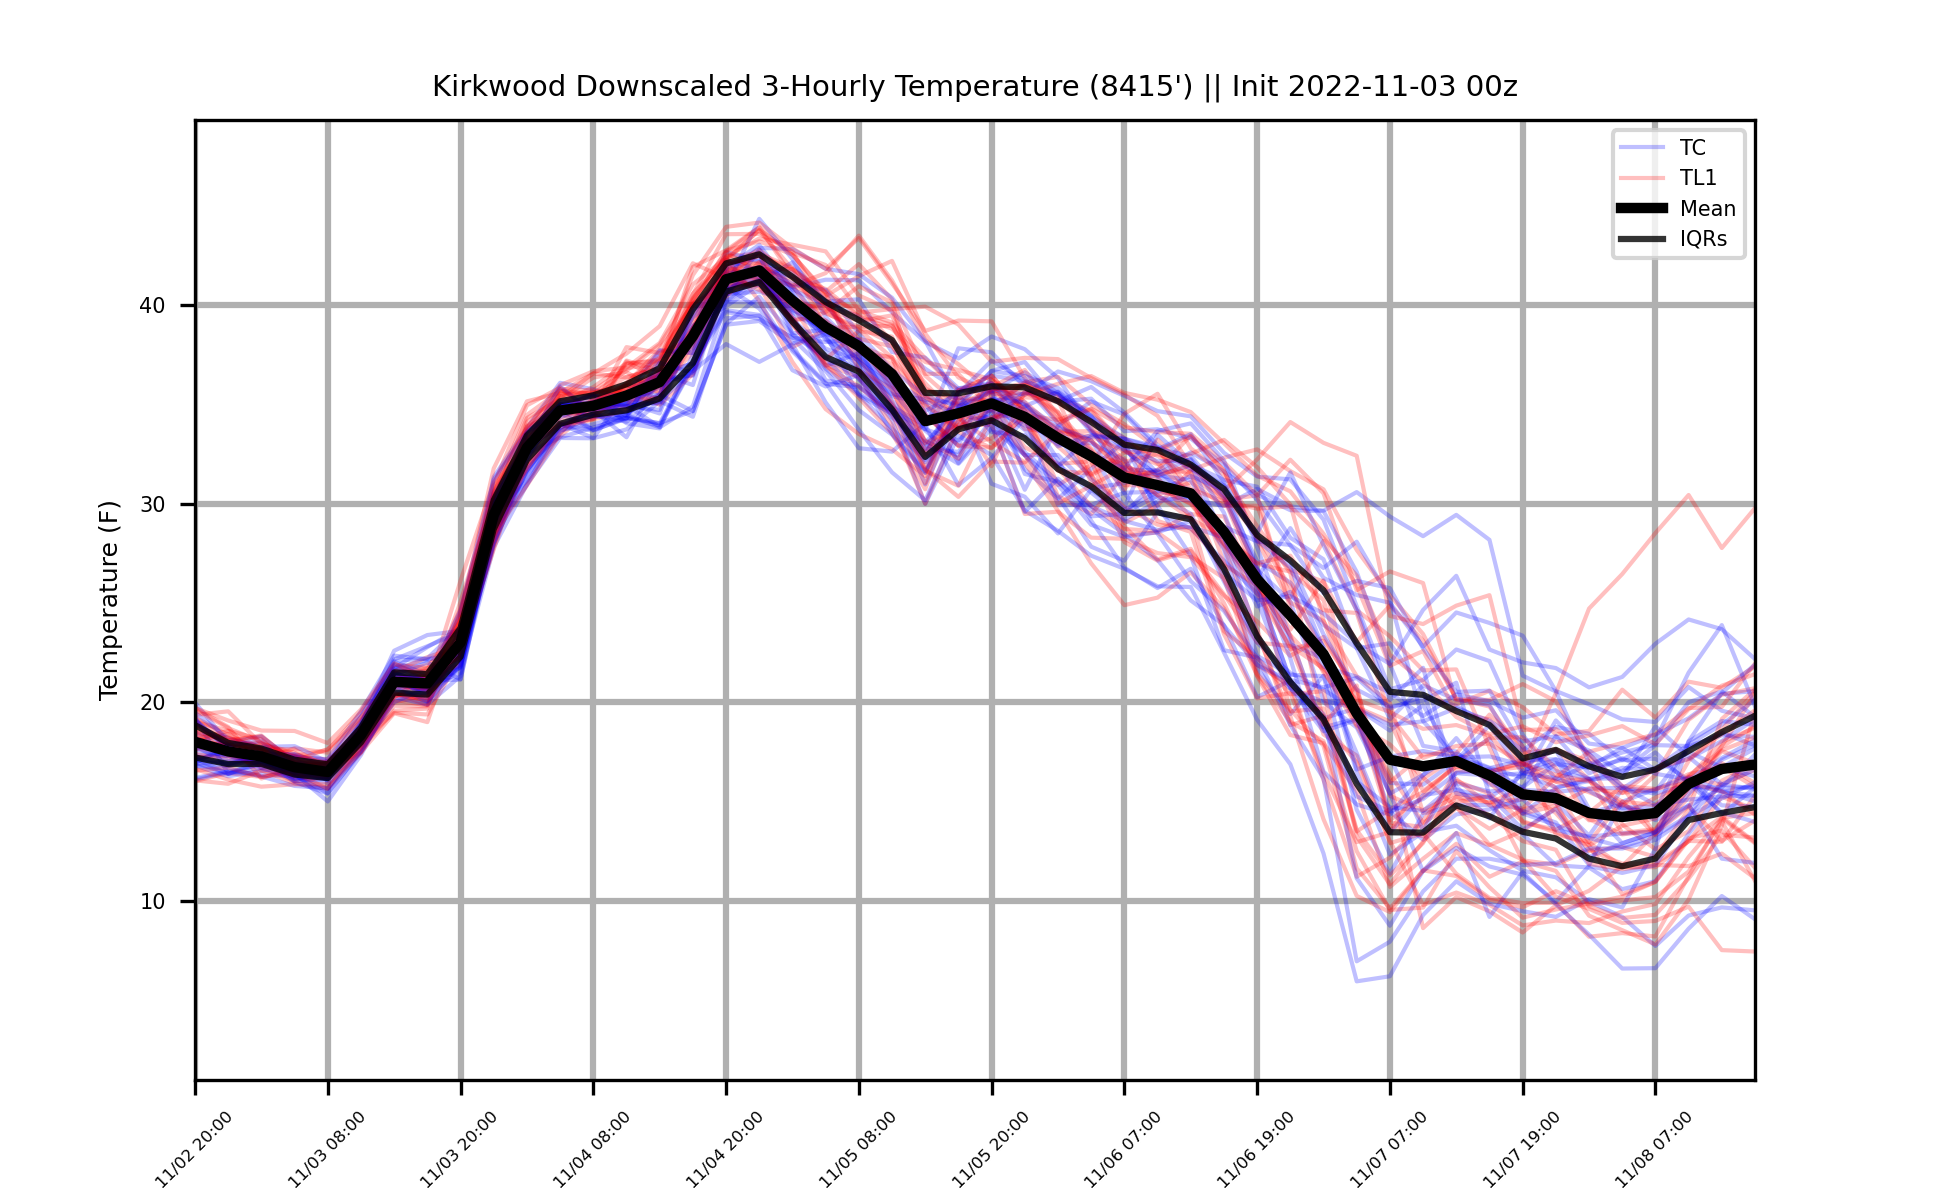 Kirkwood Downscaled 3-Hourly Temperature (8415') || Init 2022-11-03 00z
TC
TL1
Mean
IQRs
Temperature (F)
40
30
20
10
11/02 20:00
11/03 08:00
11/03 20:00
11/04 08:00
11/04 20:00
11/05 08:00
11/05 20:00
11/06 07:00
11/06 19:00
11/07 07:00
11/07 19:00
11/08 07:00